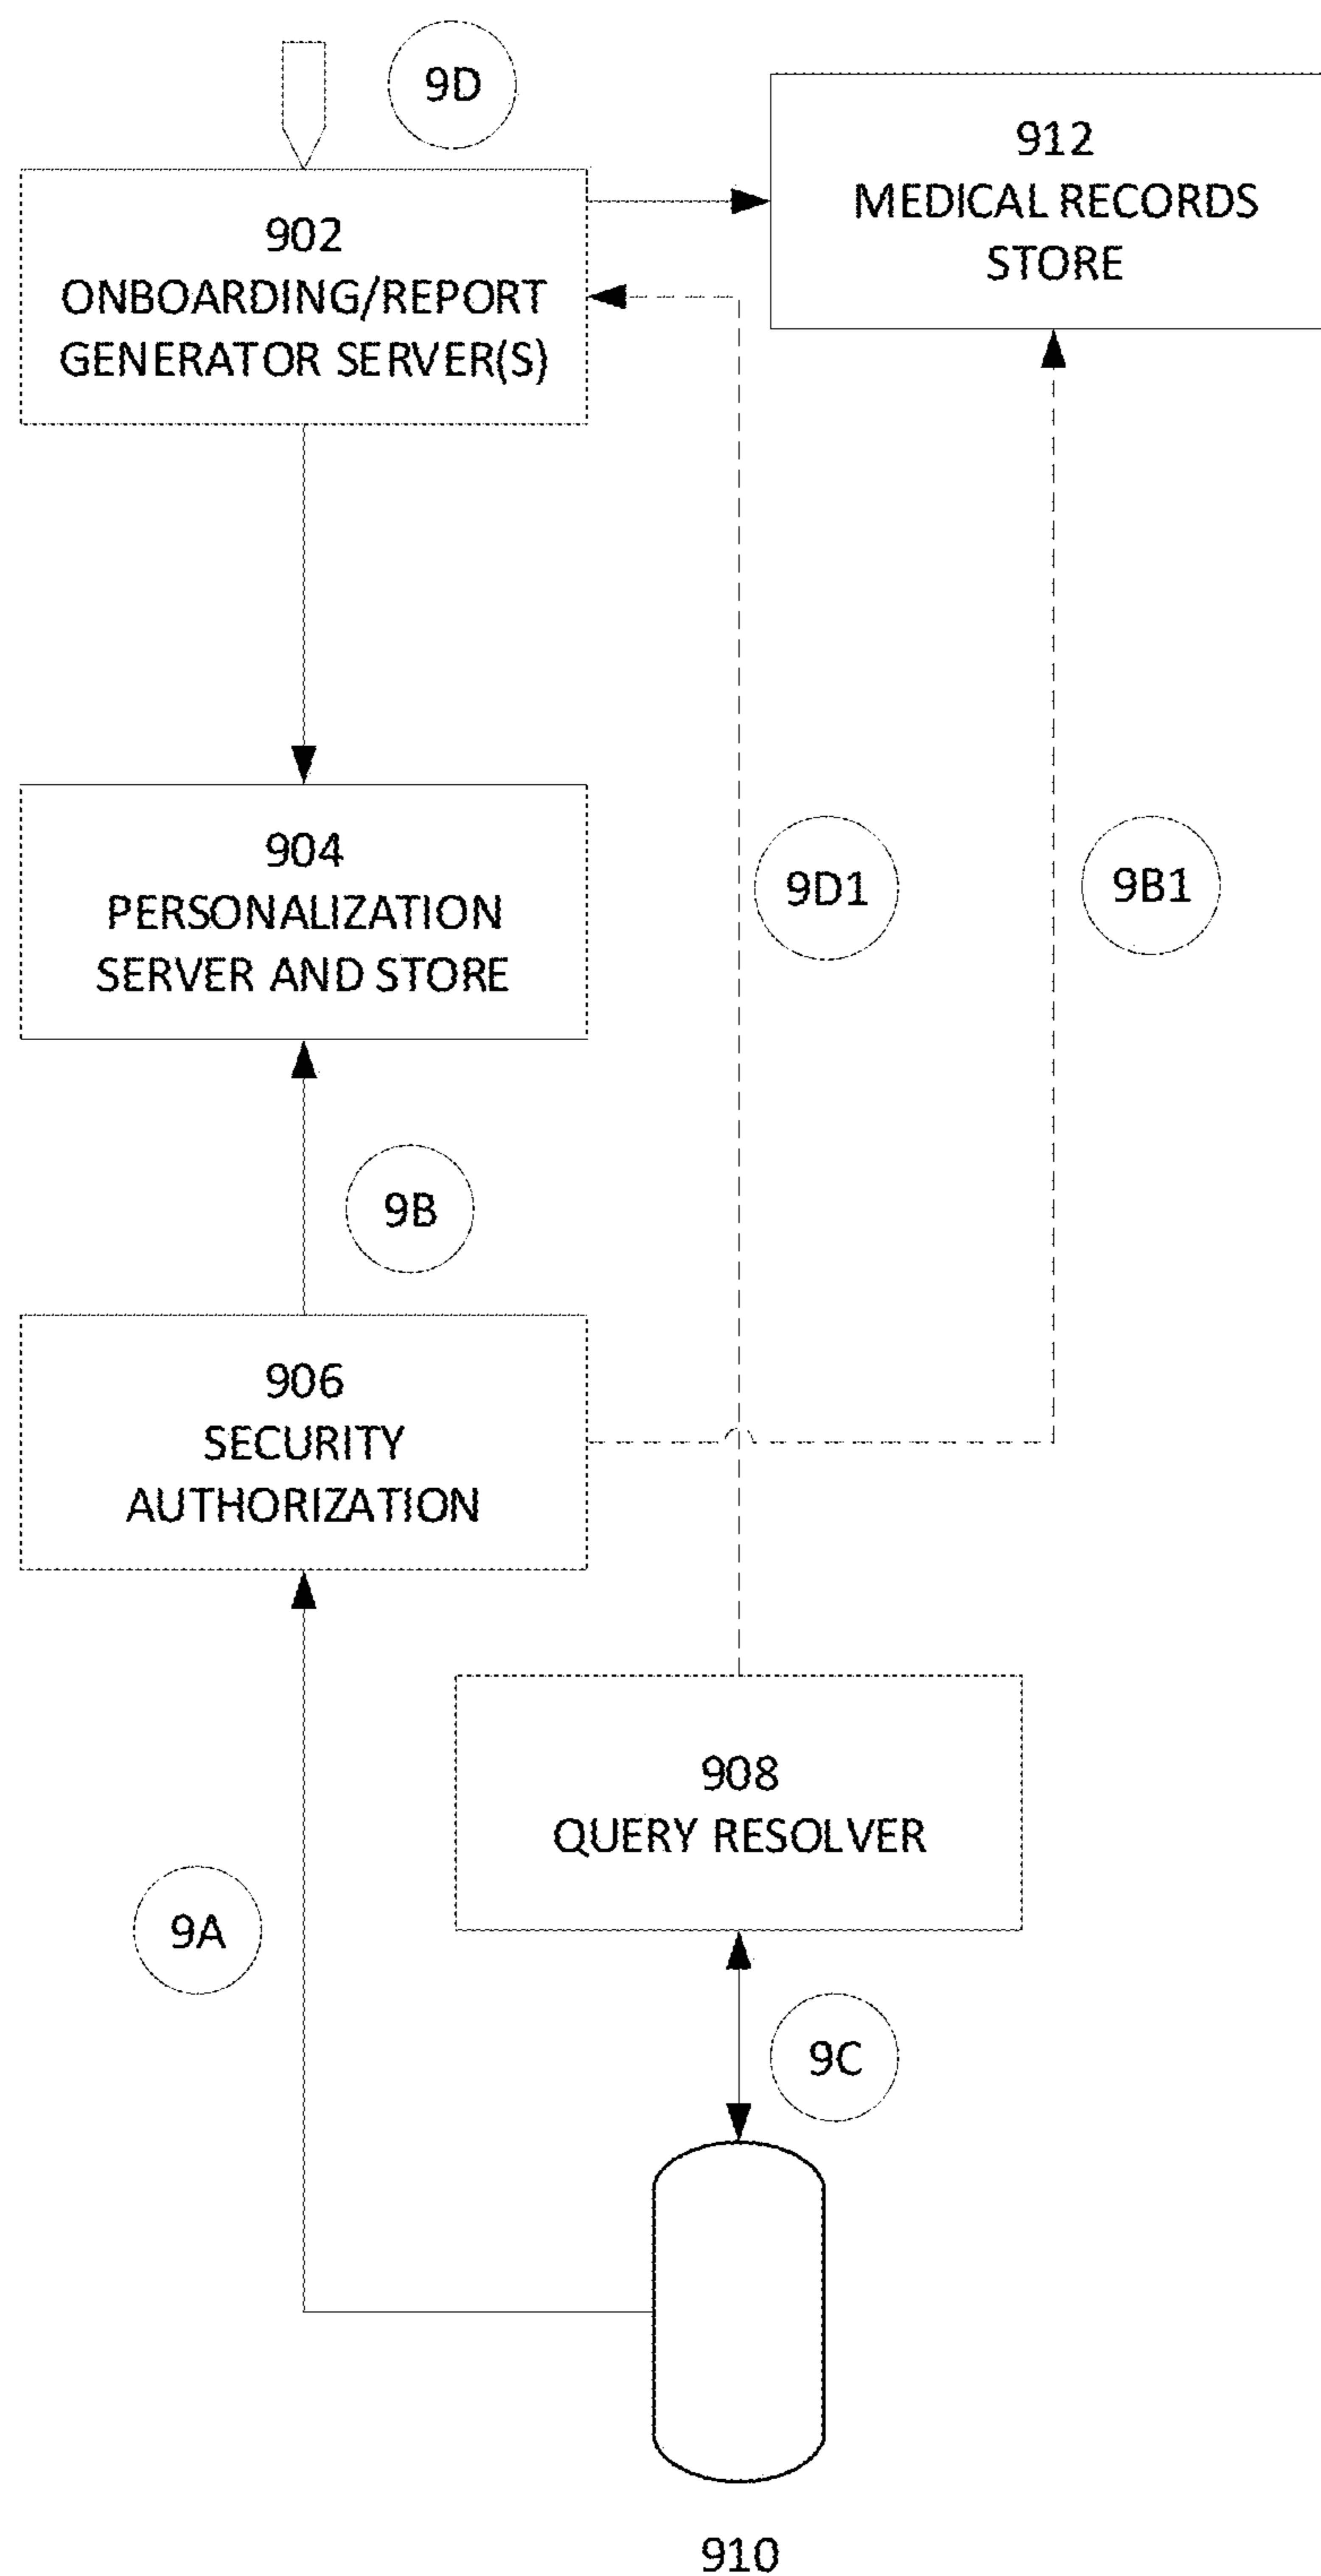 9D
902
ONBOARDING/REPORT
GENERATOR SERVER(S)
912
MEDICAL RECORDS
STORE
904
PERSONALIZATION
SERVER AND STORE
9D1
9B1
9B
906
SECURITY
AUTHORIZATION
908
QUERY RESOLVER
9A
9C
910